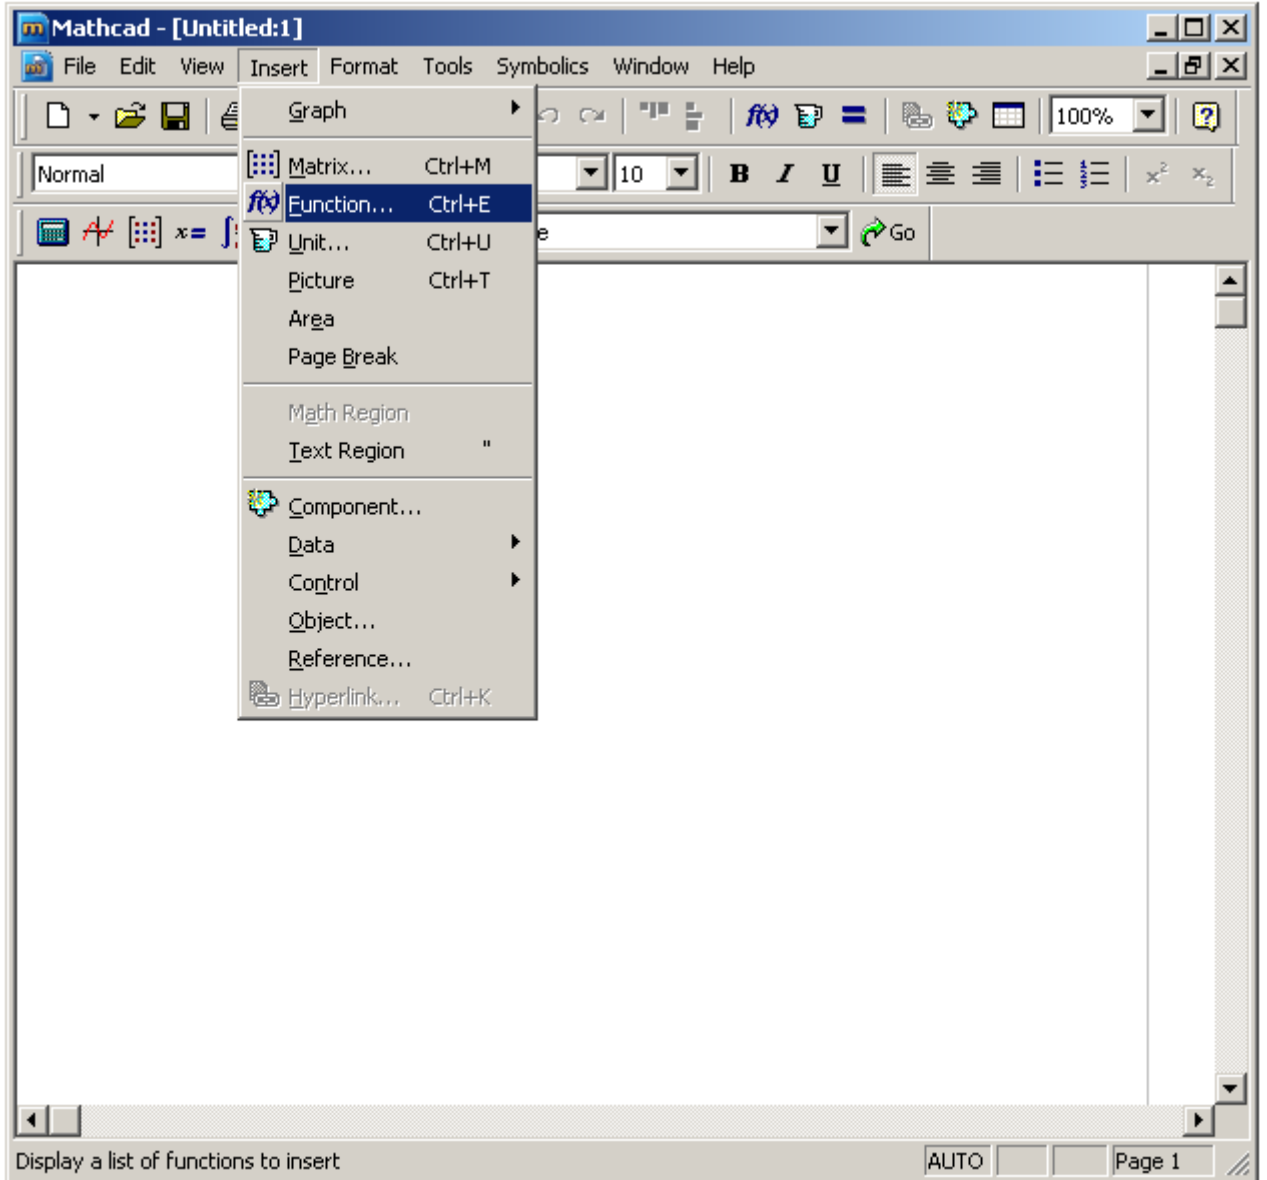 Mathcad - [Untitled:1]
File Edit View Insert Format Tools Symbolics Window Help
Graph
100%
Normal
Matrix... Ctrl+M
10 B I U
x² x₂
Function... Ctrl+E
x=
e
Go
Unit... Ctrl+U
Picture Ctrl+T
Area
Page Break
Math Region
Text Region "
Component...
Data
Control
Object...
Reference...
Hyperlink... Ctrl+K
Display a list of functions to insert AUTO Page 1